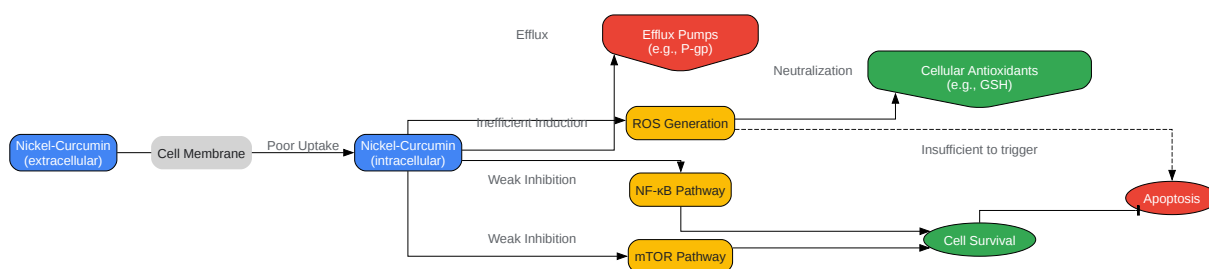 Efflux
Efflux Pumps
(e.g., P-gp)
Neutralization
Cellular Antioxidants
(e.g., GSH)
Inefficient Induction
ROS Generation
Nickel-Curcumin
(extracellular)
Cell Membrane
Poor Uptake
Nickel-Curcumin
(intracellular)
Insufficient to trigger
Weak Inhibition
NF-κB Pathway
Apoptosis
Weak Inhibition
mTOR Pathway
Cell Survival